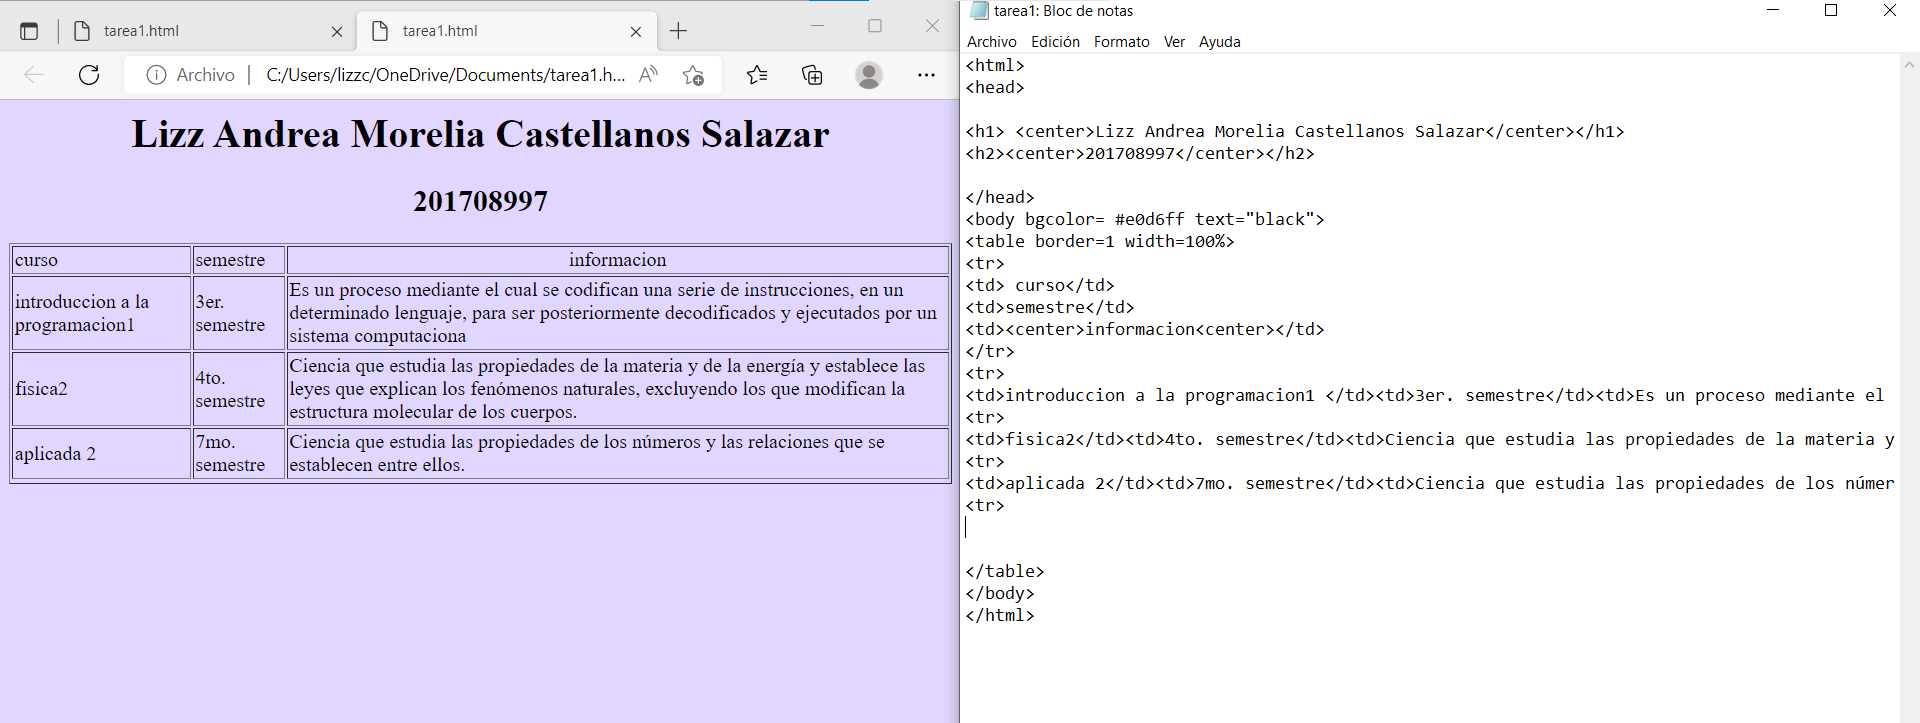 tarea1.html
tarea1.html
Archivo
C:/Users/lizzc/OneDrive/Documents/tarea1.h...
Lizz Andrea Morelia Castellanos Salazar
201708997
curso semestre informacion
introduccion a la
programacion1
3er.
semestre
Es un proceso mediante el cual se codifican una serie de instrucciones, en un
determinado lenguaje, para ser posteriormente decodificados y ejecutados por un
sistema computaciona
fisica2
4to.
semestre
Ciencia que estudia las propiedades de la materia y de la energía y establece las
leyes que explican los fenómenos naturales, excluyendo los que modifican la
estructura molecular de los cuerpos.
aplicada 2
7mo.
semestre
Ciencia que estudia las propiedades de los números y las relaciones que se
establecen entre ellos.
tarea1: Bloc de notas
Archivo Edición Formato Ver Ayuda
<html>
<head>
<h1> <center>Lizz Andrea Morelia Castellanos Salazar</center></h1>
<h2><center>201708997</center></h2>
</head>
<body bgcolor= #e0d6ff text="black">
<table border=1 width=100%>
<tr>
<td> curso</td>
<td>semestre</td>
<td><center>informacion<center></td>
</tr>
<tr>
<td>introduccion a la programacion1 </td><td>3er. semestre</td><td>Es un proceso mediante el
<tr>
<td>fisica2</td><td>4to. semestre</td><td>Ciencia que estudia las propiedades de la materia y
<tr>
<td>aplicada 2</td><td>7mo. semestre</td><td>Ciencia que estudia las propiedades de los númer
<tr>
</table>
</body>
</html>